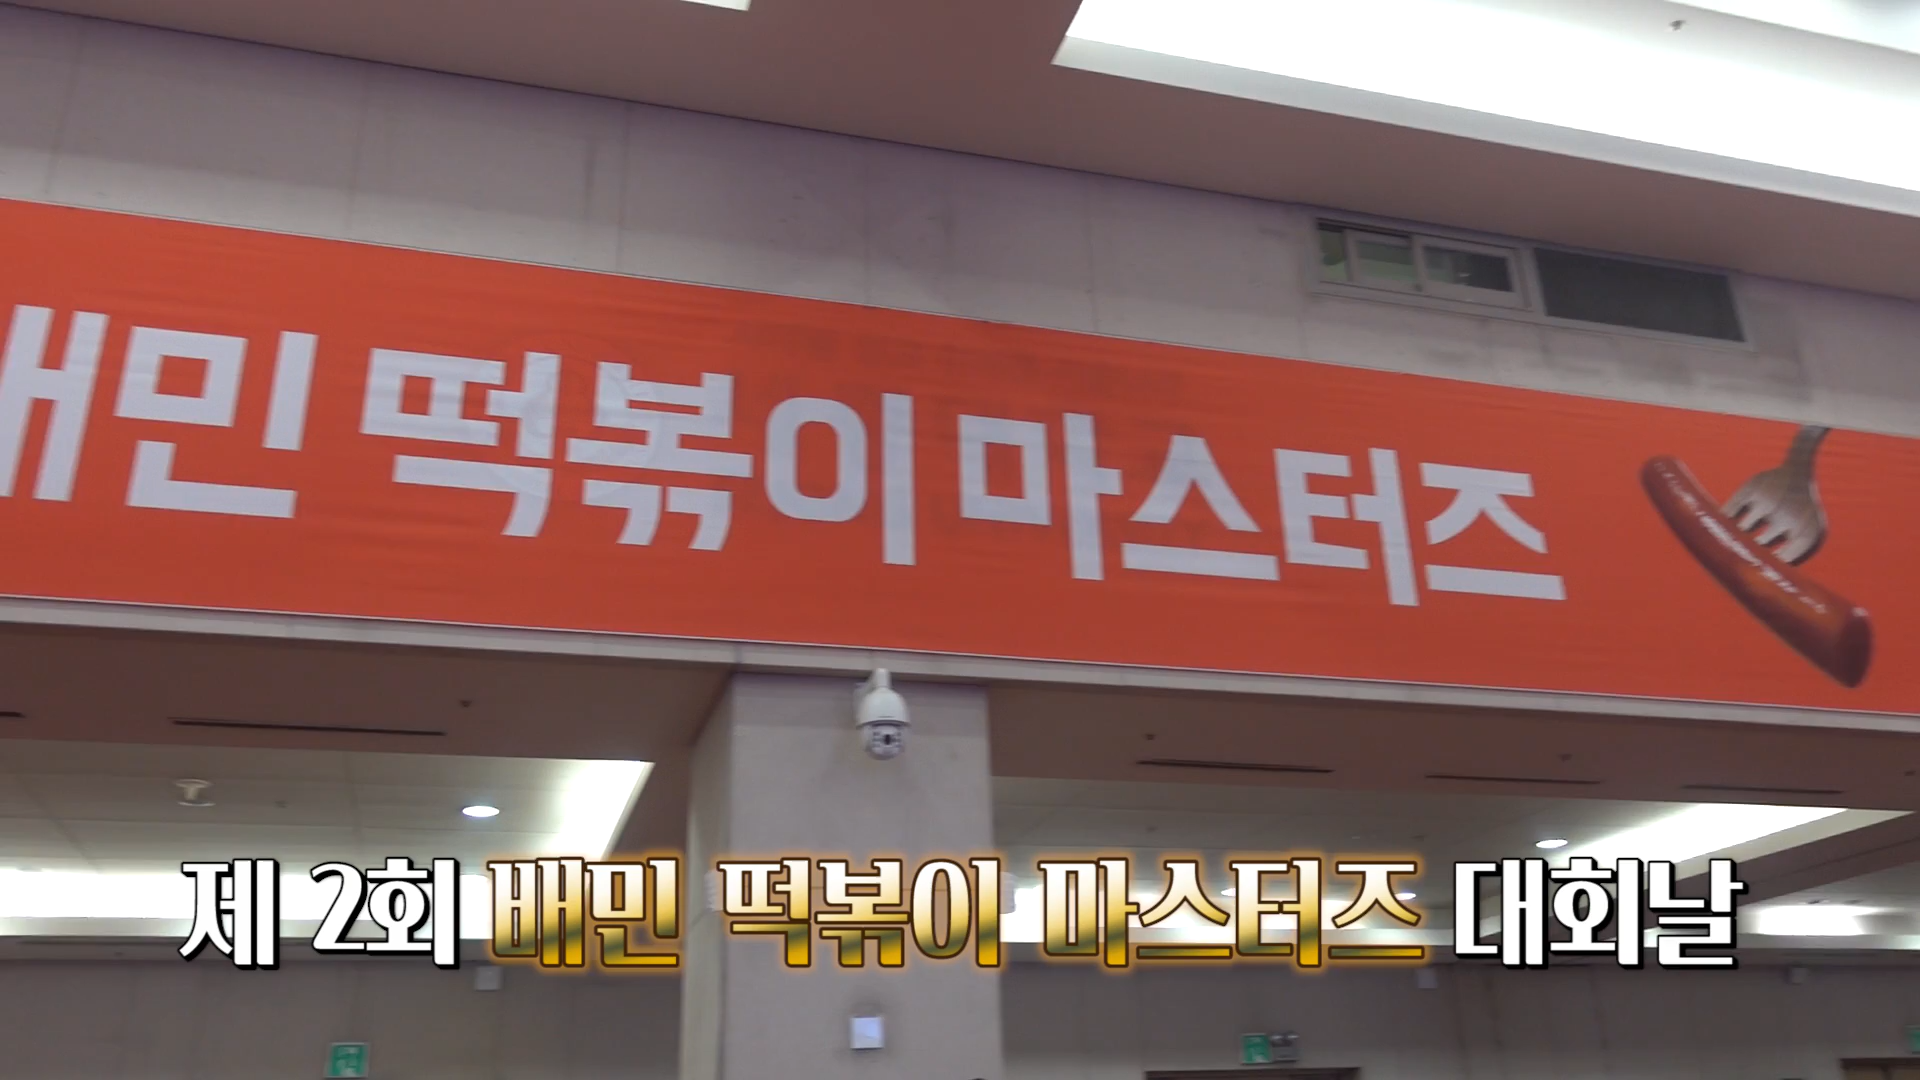 배민 떡볶이 마스터즈
제 2회 배민 떡볶이 마스터즈 대회날